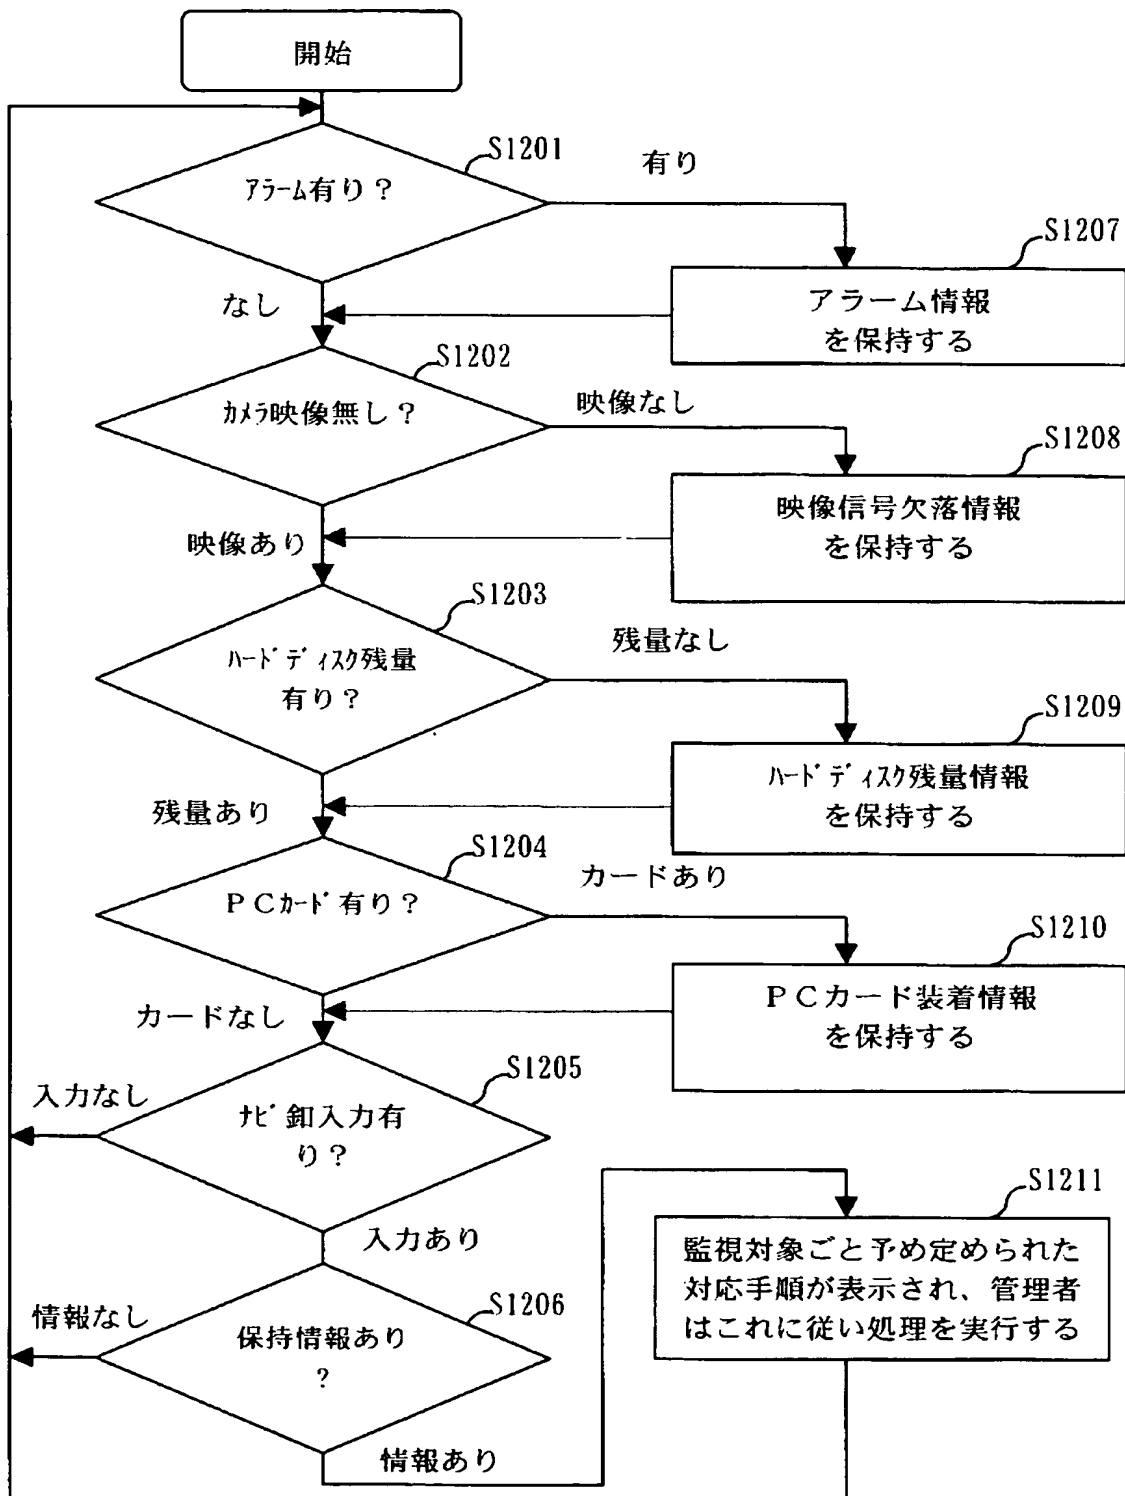 開始
S1201
アラーム有り？
有り
S1207
アラーム情報
を保持する
なし
S1202
カメラ映像無し？
映像なし
S1208
映像信号欠落情報
を保持する
映像あり
S1203
ハードディスク残量
有り？
残量なし
S1209
ハードディスク残量情報
を保持する
残量あり
S1204
ＰＣカード有り？
カードあり
S1210
ＰＣカード装着情報
を保持する
カードなし
S1205
入力なし
ナビ釦入力有
り？
入力あり
S1211
監視対象ごと予め定められた
対応手順が表示され、管理者
はこれに従い処理を実行する
S1206
情報なし
保持情報あり
？
情報あり